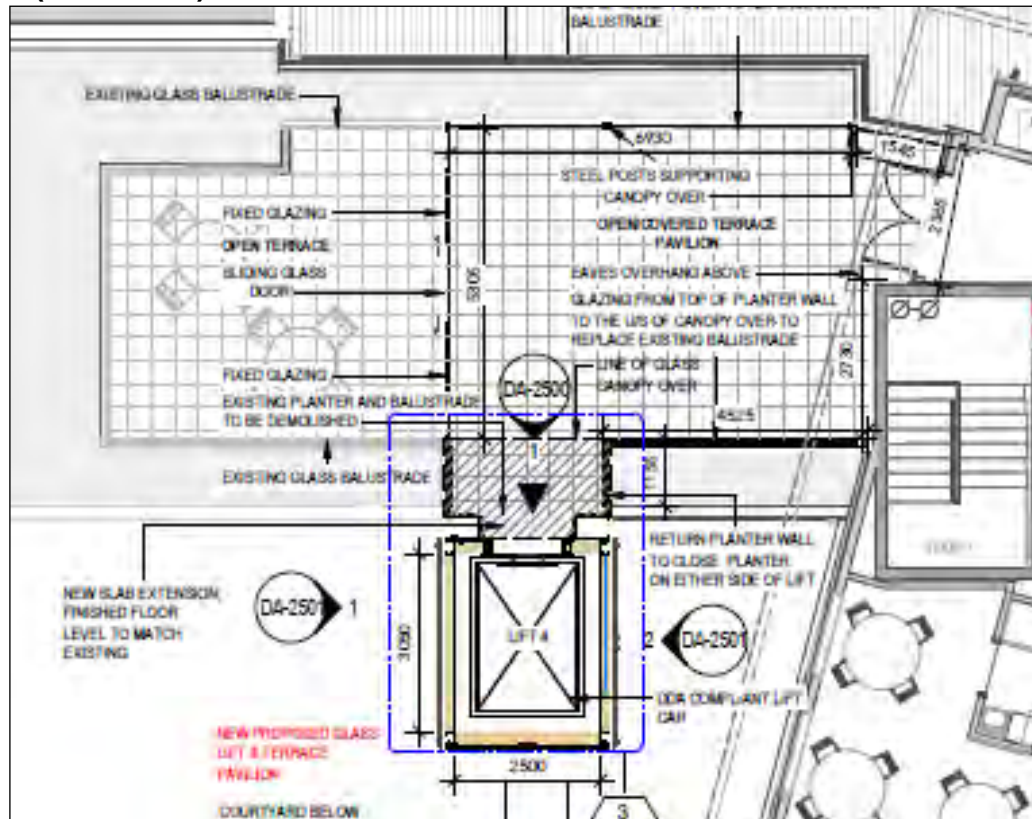 BALUSTRADE
EXISTING GLASS BALUSTRADE
6930
1545
STEEL POSTS SUPPORTING
CANOPY OVER
FIXED GLAZING
OPEN/COVERED TERRACE
PAVILION
2365
OPEN TERRACE
SLIDING GLASS
DOOR
5305
EAVES OVERHANG ABOVE
GLAZING FROM TOP OF PLANTER WALL
TO THE U/S OF CANOPY OVER TO
REPLACE EXISTING BALUSTRADE
2730
FIXED GLAZING
LINE OF GLASS
CANOPY OVER
DA-2500
1
EXISTING PLANTER AND BALUSTRADE
TO BE DEMOLISHED
4525
EXISTING GLASS BALUSTRADE
RETURN PLANTER WALL
TO CLOSE PLANTER
ON EITHER SIDE OF LIFT
NEW SLAB EXTENSION,
FINISHED FLOOR
LEVEL TO MATCH
EXISTING
DA-2501
1
LIFT 4
2
DA-2501
DDA COMPLIANT LIFT
CAR
NEW PROPOSED GLASS
LIFT & TERRACE
PAVILION
2500
COURTYARD BELOW
3